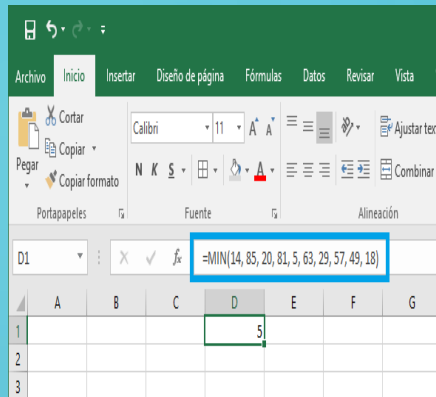 Archivo Inicio Insertar Diseño de página Fórmulas Datos Revisar Vista
Cortar
Copiar
Copiar formato
Pegar
Calibri 11 A A
Ajustar tex
N K S A
Combinar
Portapapeles Fuente Alineación
D1 fx =MIN(14, 85, 20, 81, 5, 63, 29, 57, 49, 18)
A B C D E F G
1 5
2
3